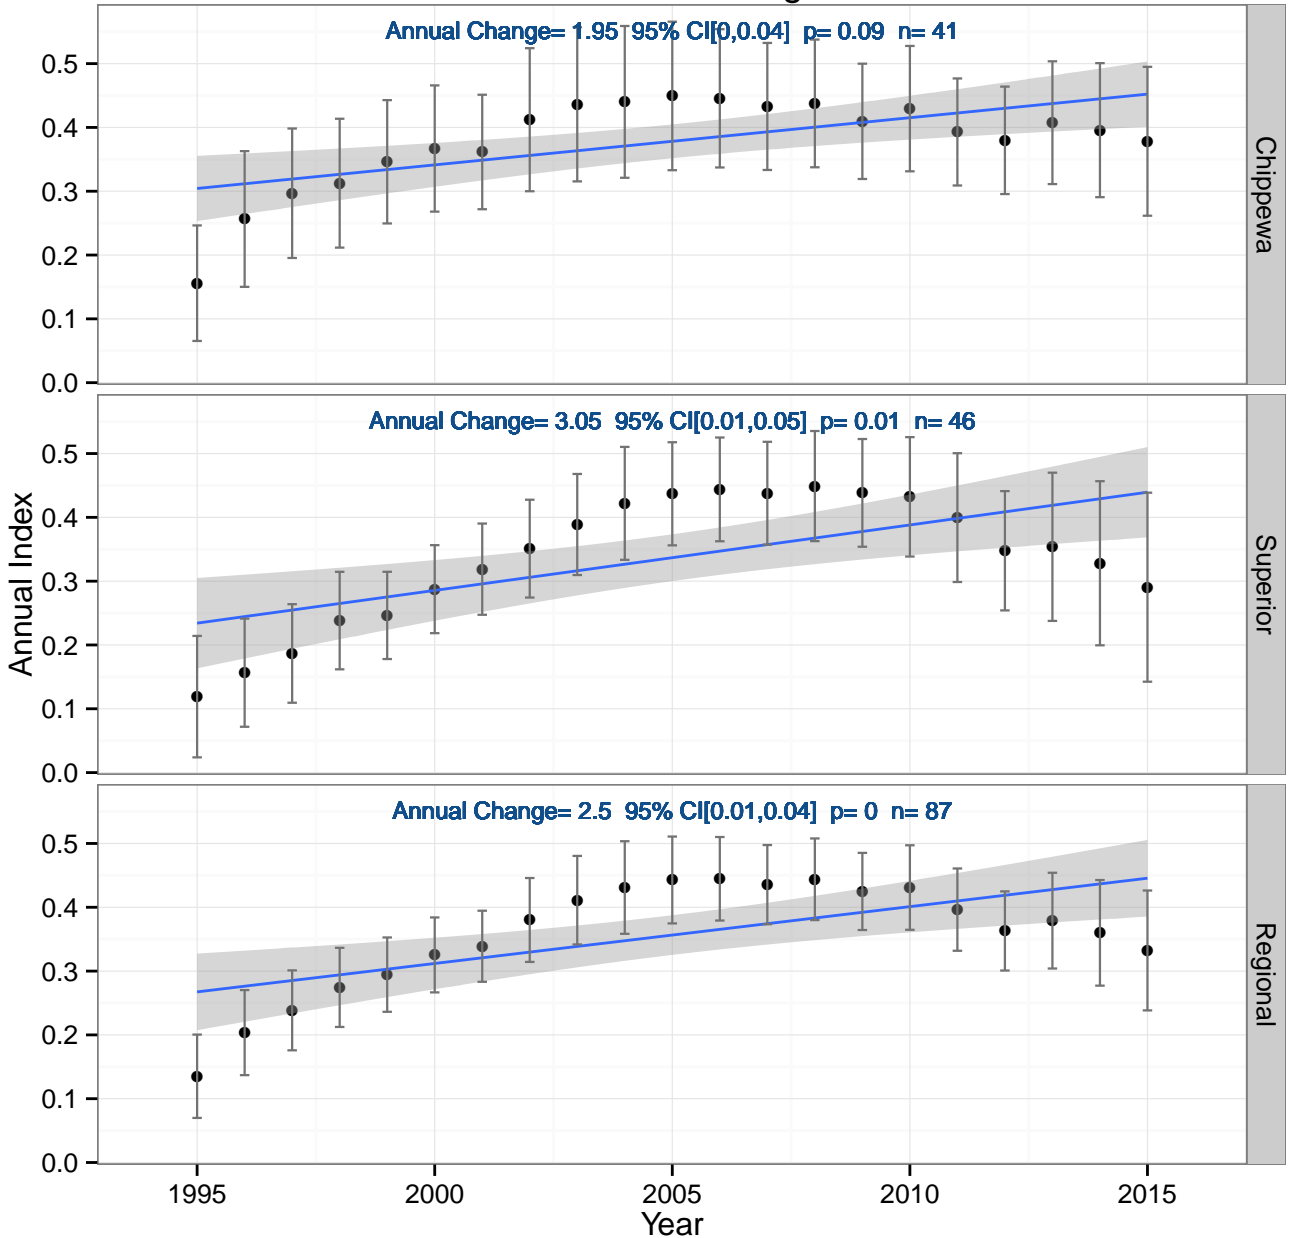 Annual Change= 1.95  95% CI[0,0.04]  p= 0.09  n= 41
0.5
0.4
0.3
0.2
0.1
0.0
Chippewa
Annual Change= 3.05  95% CI[0.01,0.05]  p= 0.01  n= 46
0.5
0.4
0.3
0.2
0.1
0.0
Superior
Annual Index
Annual Change= 2.5  95% CI[0.01,0.04]  p= 0  n= 87
0.5
0.4
0.3
0.2
0.1
0.0
Regional
1995 2000 2005 2010 2015
Year